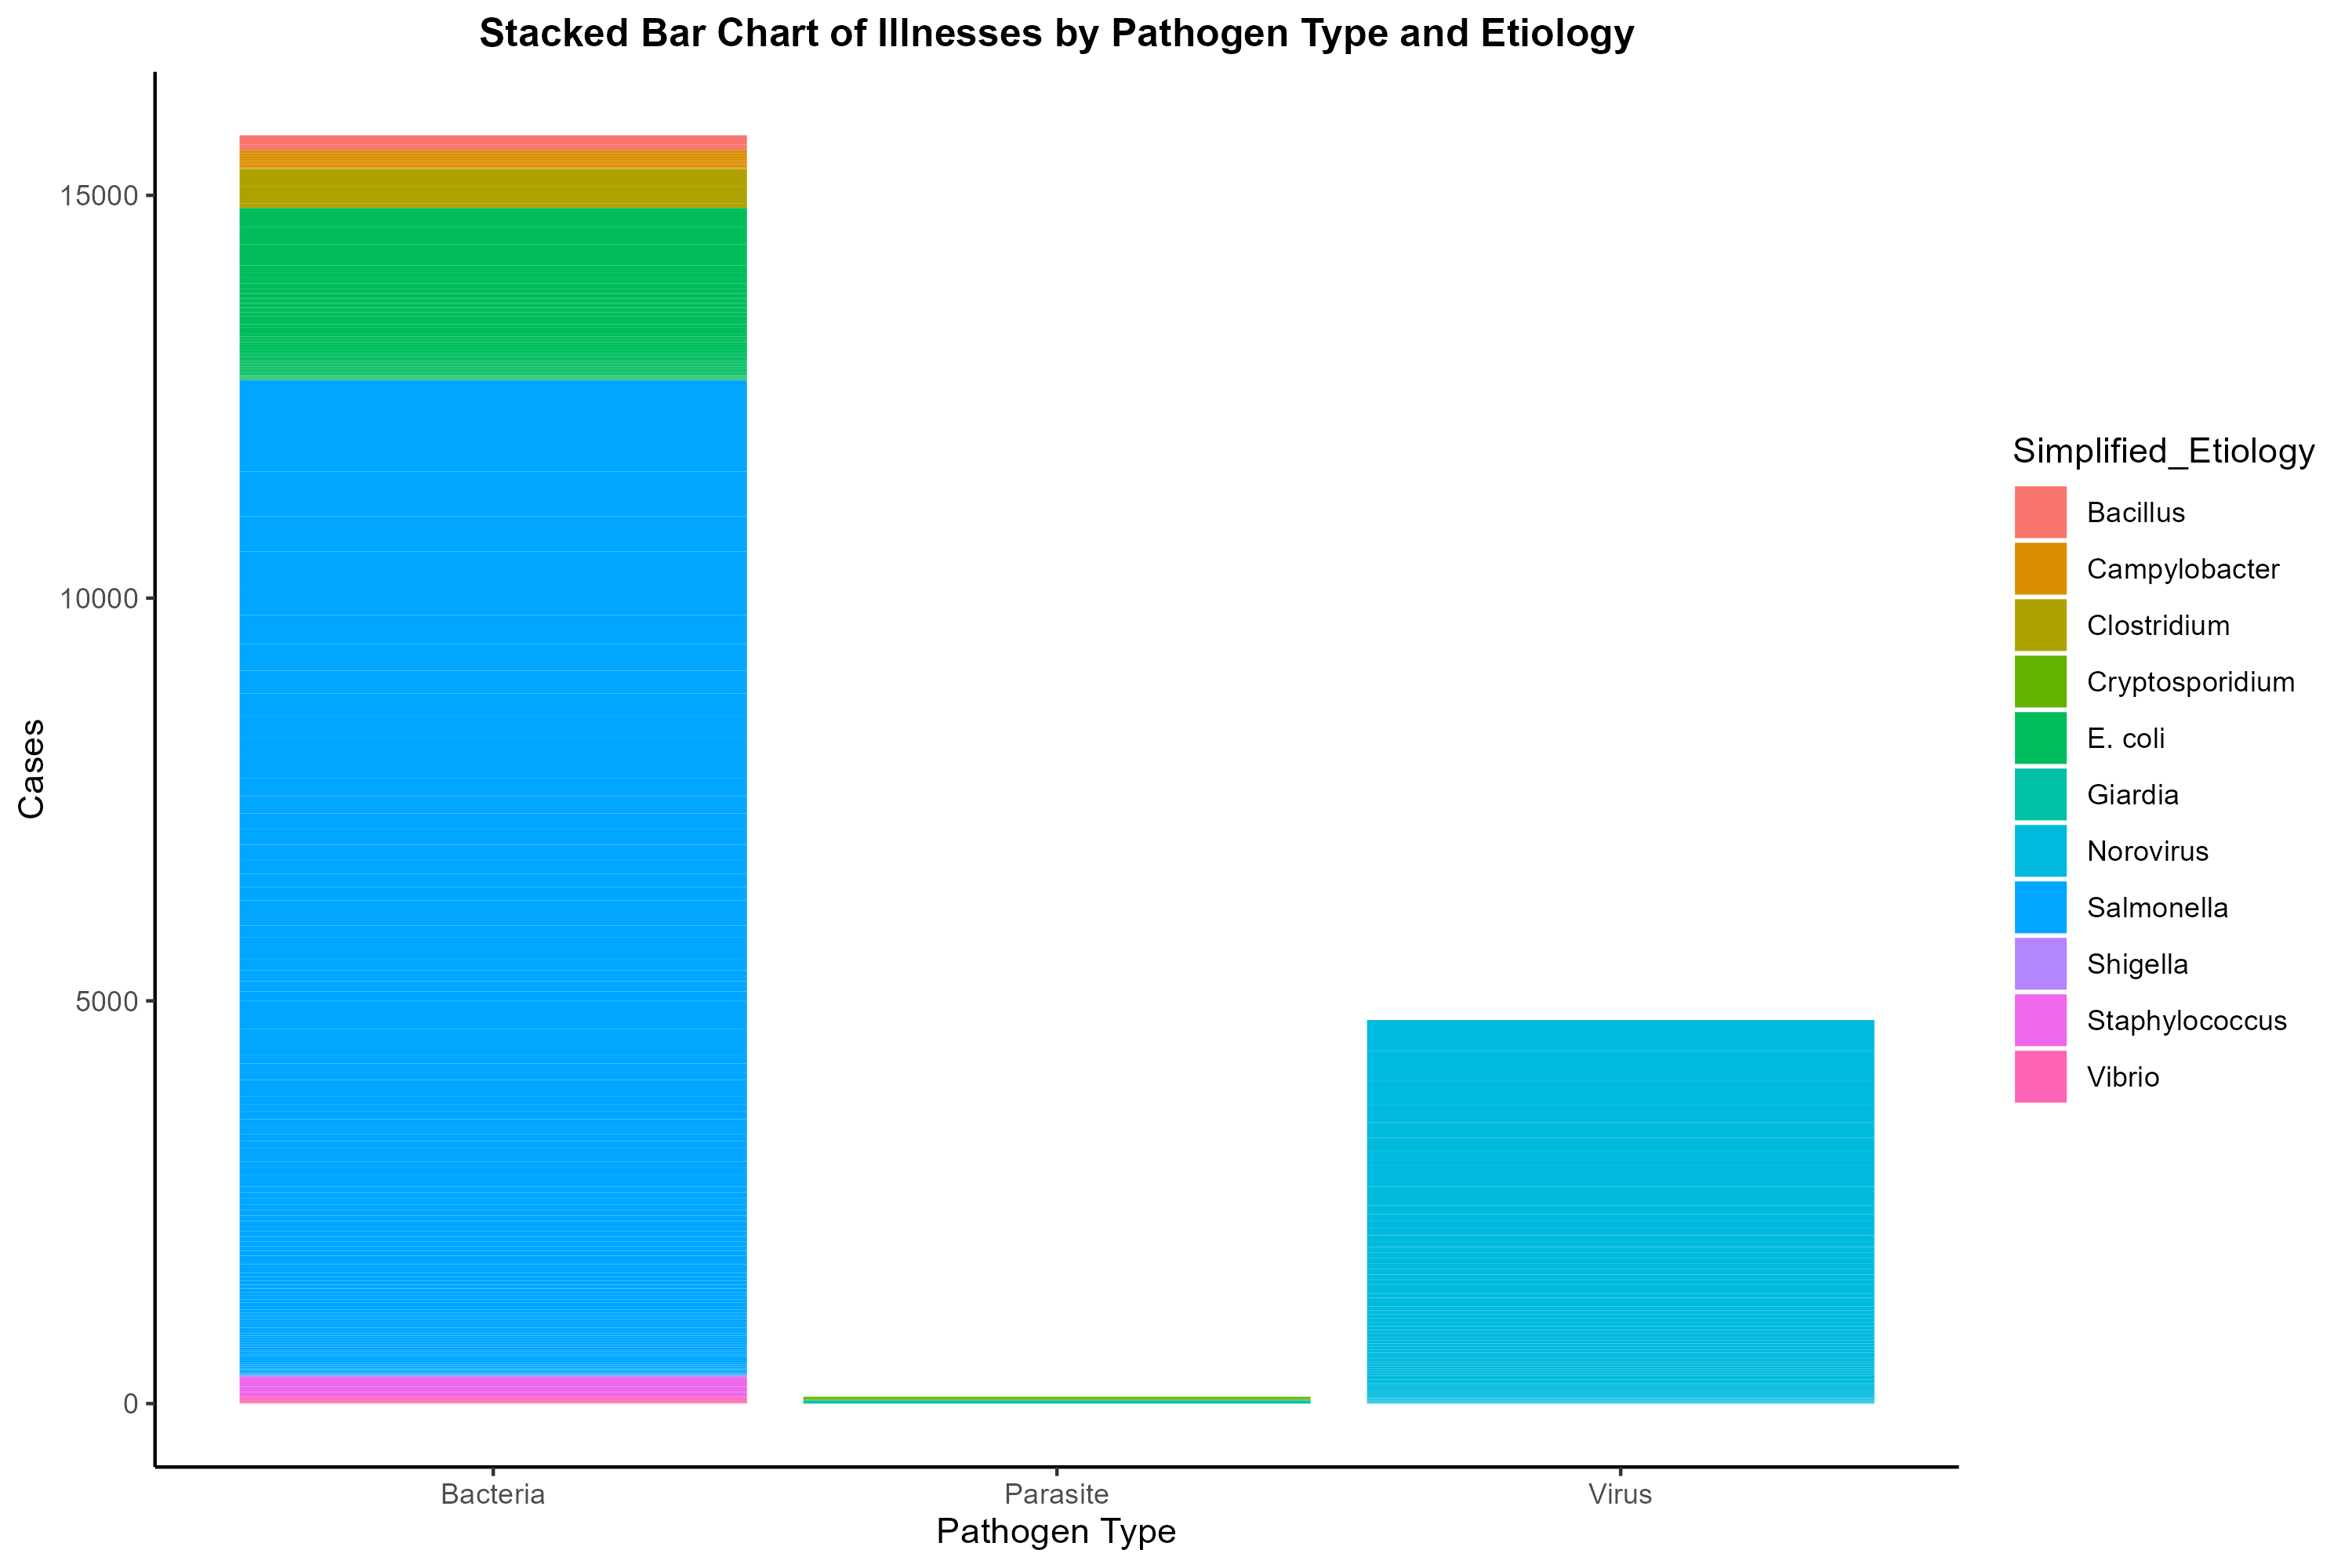 Stacked Bar Chart of Illnesses by Pathogen Type and Etiology
15000
10000
5000
0
Cases
Bacteria
Parasite
Virus
Pathogen Type
Simplified_Etiology
Bacillus
Campylobacter
Clostridium
Cryptosporidium
E. coli
Giardia
Norovirus
Salmonella
Shigella
Staphylococcus
Vibrio